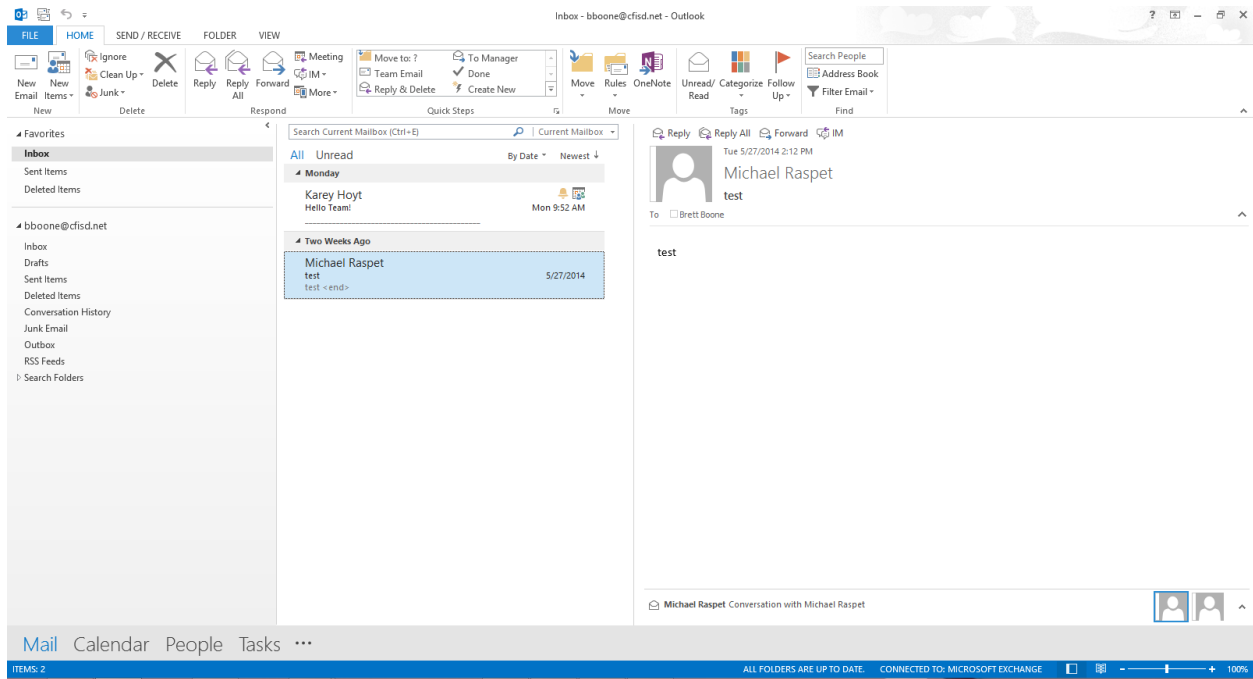 Inbox - bboone@cfisd.net - Outlook
FILE HOME SEND / RECEIVE FOLDER VIEW
New Email
New Items
New
Ignore
Clean Up
Junk
Delete
Delete
Reply
Reply All
Forward
Meeting
IM
More
Respond
Move to: ?
Team Email
Reply & Delete
To Manager
Done
Create New
Quick Steps
Move
Rules
OneNote
Move
Unread/ Read
Categorize
Follow Up
Tags
Search People
Address Book
Filter Email
Find
Favorites
Inbox
Sent Items
Deleted Items
bboone@cfisd.net
Inbox
Drafts
Sent Items
Deleted Items
Conversation History
Junk Email
Outbox
RSS Feeds
Search Folders
Search Current Mailbox (Ctrl+E) Current Mailbox
All Unread By Date Newest
Monday
Karey Hoyt
Hello Team! Mon 9:52 AM
Two Weeks Ago
Michael Raspet
test 5/27/2014
test <end>
Reply Reply All Forward IM
Tue 5/27/2014 2:12 PM
Michael Raspet
test
To Brett Boone
test
Michael Raspet Conversation with Michael Raspet
Mail Calendar People Tasks ···
ITEMS: 2 ALL FOLDERS ARE UP TO DATE. CONNECTED TO: MICROSOFT EXCHANGE 100%